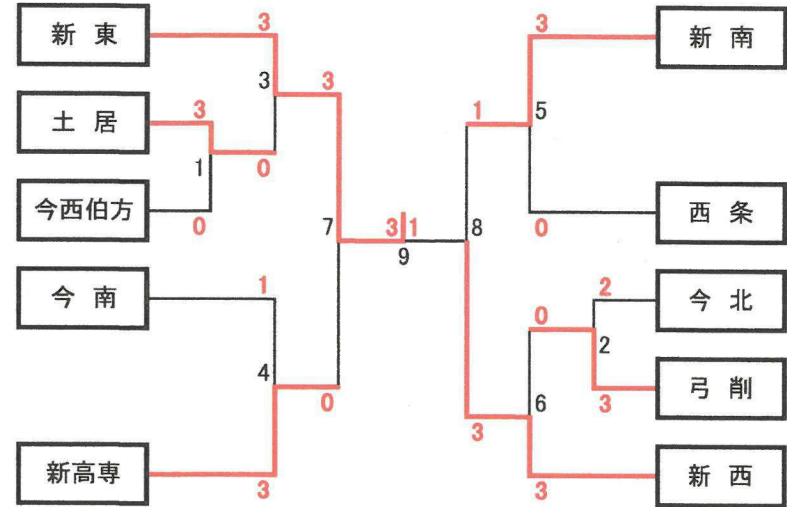 新東 3 3 新南
3 3 1 5
土居 3
1 0
今西伯方 0 7 3 1 8 0 西条
9
今南 1 2 今北
0 2
4 0 6 弓削
3 3
新高専 3 3 新西